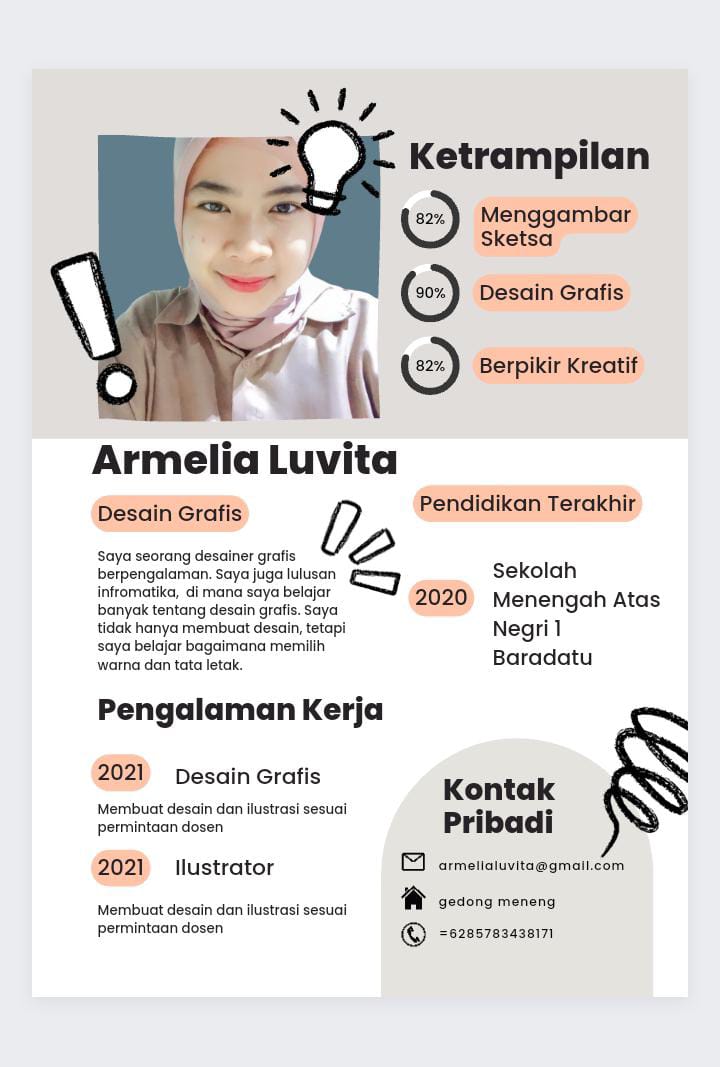 Ketrampilan
82%
Menggambar
Sketsa
90%
Desain Grafis
82%
Berpikir Kreatif
Armelia Luvita
Desain Grafis
Saya seorang desainer grafis
berpengalaman. Saya juga lulusan
infromatika,  di mana saya belajar
banyak tentang desain grafis. Saya
tidak hanya membuat desain, tetapi
saya belajar bagaimana memilih
warna dan tata letak.
Pendidikan Terakhir
2020
Sekolah
Menengah Atas
Negri 1
Baradatu
Pengalaman Kerja
2021
Desain Grafis
Membuat desain dan ilustrasi sesuai
permintaan dosen
2021
Ilustrator
Membuat desain dan ilustrasi sesuai
permintaan dosen
Kontak
Pribadi
armelialuvita@gmail.com
gedong meneng
=6285783438171